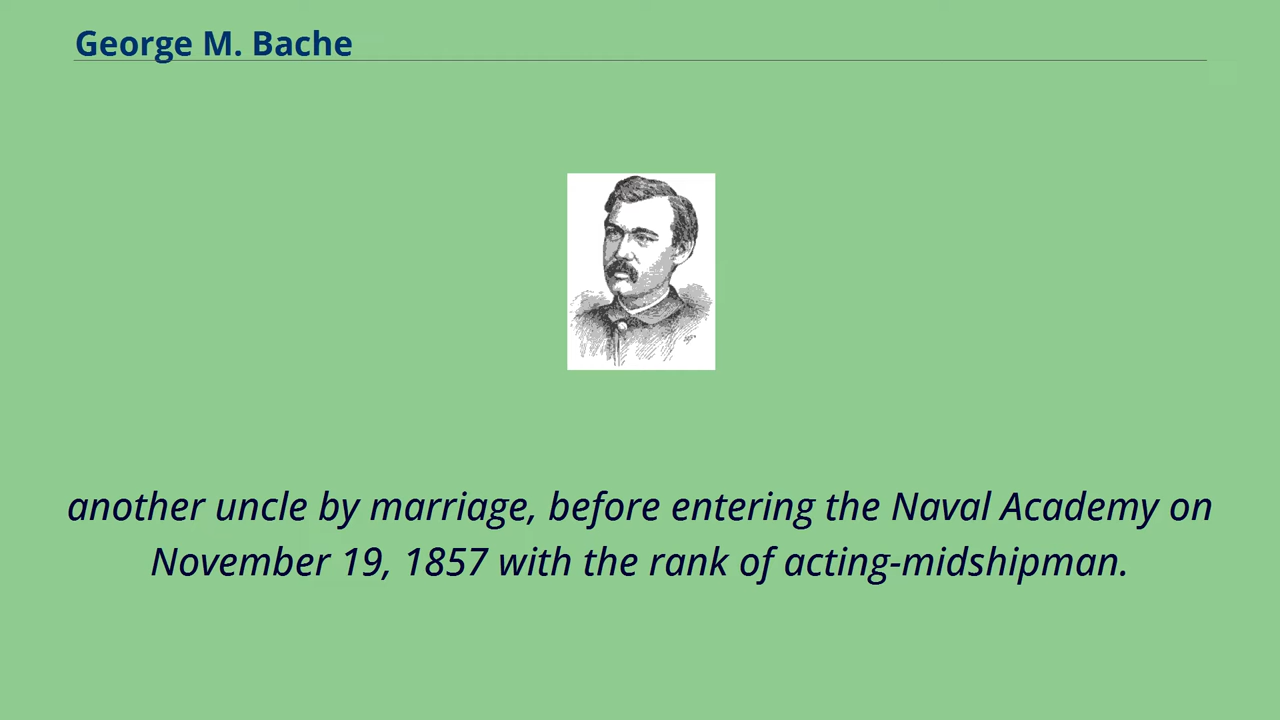 George M. Bache
another uncle by marriage, before entering the Naval Academy on
November 19, 1857 with the rank of acting-midshipman.